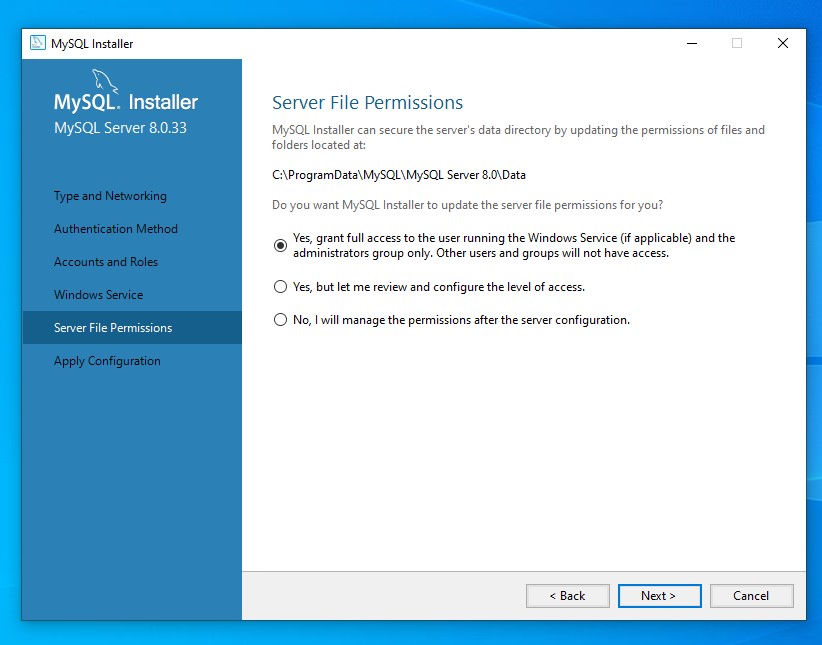 MySQL Installer
MySQL. Installer
MySQL Server 8.0.33
Type and Networking
Authentication Method
Accounts and Roles
Windows Service
Server File Permissions
Apply Configuration
Server File Permissions
MySQL Installer can secure the server's data directory by updating the permissions of files and
folders located at:
C:\ProgramData\MySQL\MySQL Server 8.0\Data
Do you want MySQL Installer to update the server file permissions for you?
Yes, grant full access to the user running the Windows Service (if applicable) and the
administrators group only. Other users and groups will not have access.
Yes, but let me review and configure the level of access.
No, I will manage the permissions after the server configuration.
< Back
Next >
Cancel